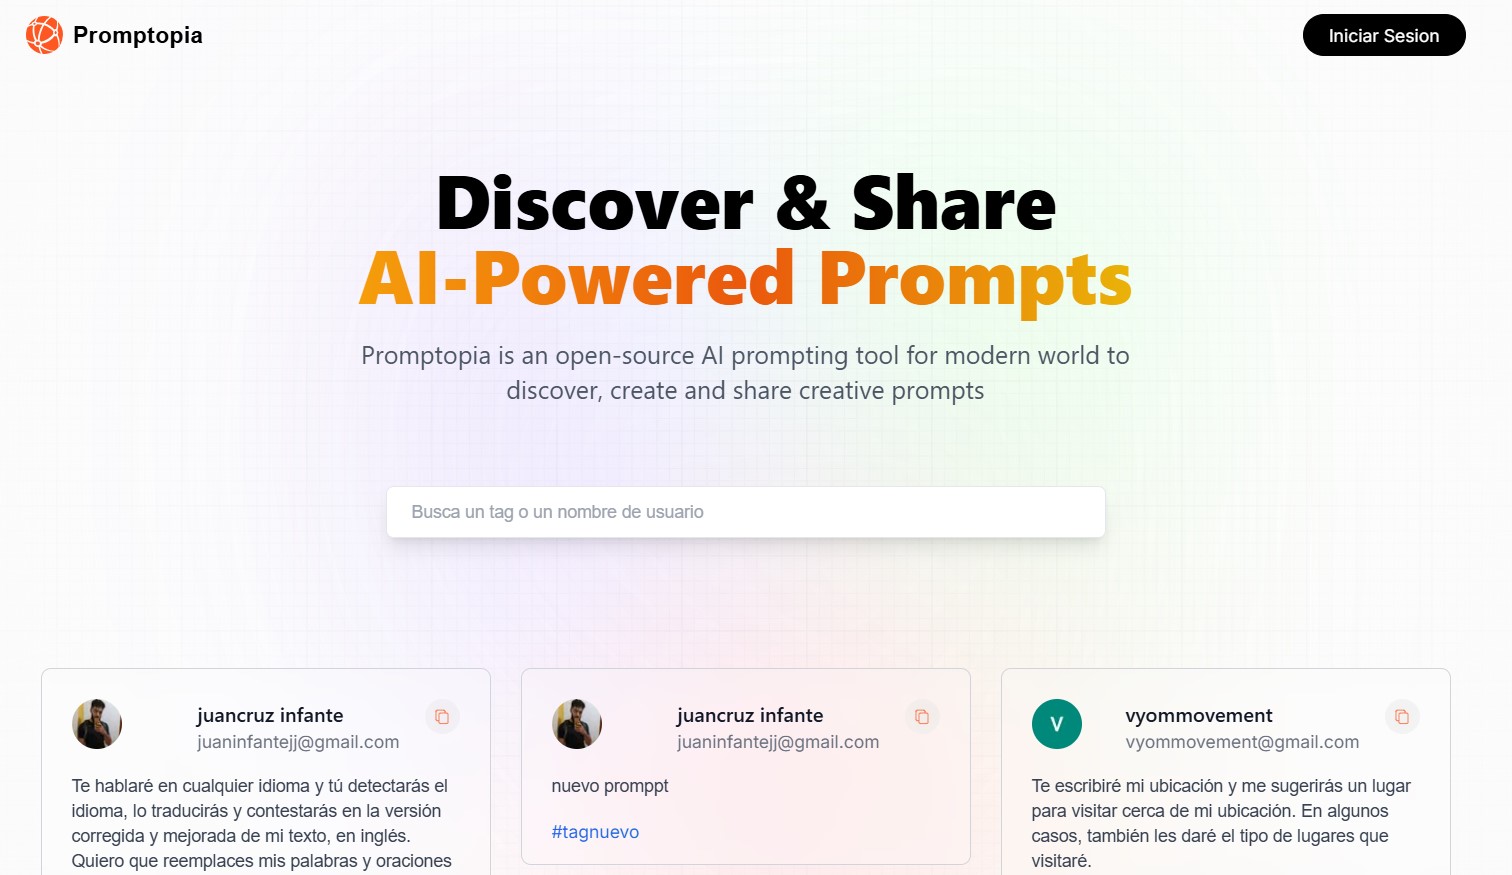 Promptopia
Iniciar Sesion
Discover & Share
AI-Powered Prompts
Promptopia is an open-source AI prompting tool for modern world to
discover, create and share creative prompts
Busca un tag o un nombre de usuario
juancruz infante
juaninfantejj@gmail.com
Te hablaré en cualquier idioma y tú detectarás el
idioma, lo traducirás y contestarás en la versión
corregida y mejorada de mi texto, en inglés.
Quiero que reemplaces mis palabras y oraciones
juancruz infante
juaninfantejj@gmail.com
nuevo promppt
#tagnuevo
V
vyommovement
vyommovement@gmail.com
Te escribiré mi ubicación y me sugerirás un lugar
para visitar cerca de mi ubicación. En algunos
casos, también les daré el tipo de lugares que
visitaré.